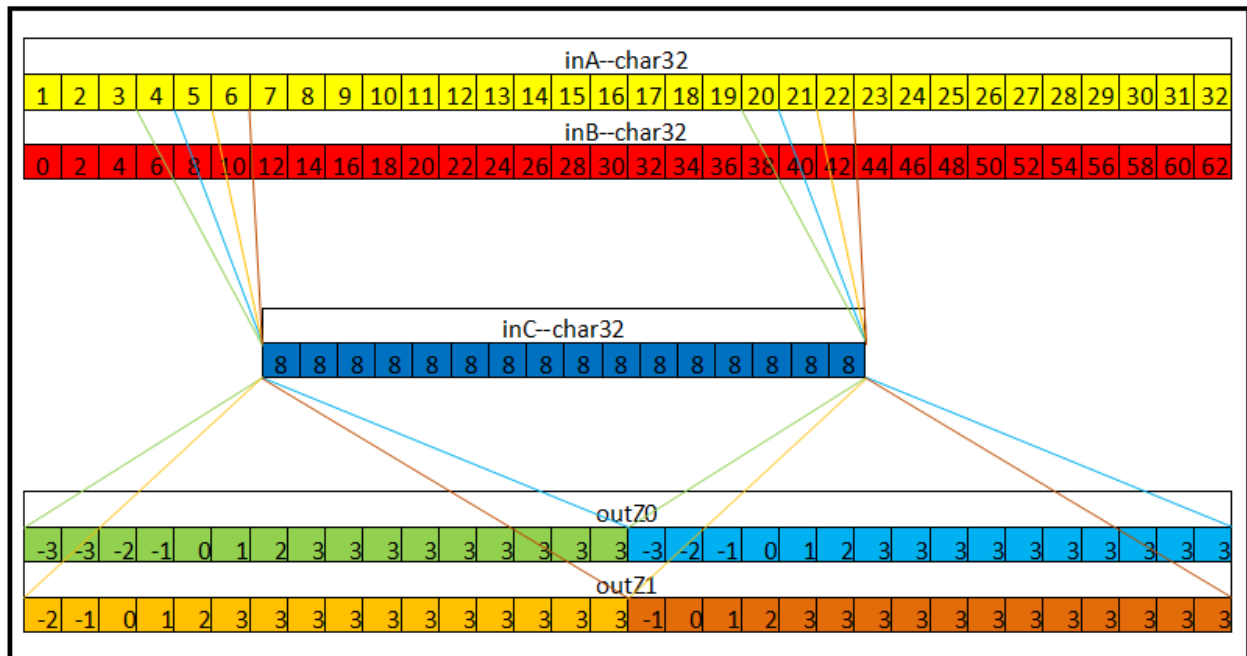 inA--char32
1 2 3 4 5 6 7 8 9 10 11 12 13 14 15 16 17 18 19 20 21 22 23 24 25 26 27 28 29 30 31 32
inB--char32
0 2 4 6 8 10 12 14 16 18 20 22 24 26 28 30 32 34 36 38 40 42 44 46 48 50 52 54 56 58 60 62
inC--char32
8 8 8 8 8 8 8 8 8 8 8 8 8 8 8 8
outZ0
-3 -3 -2 -1 0 1 2 3 3 3 3 3 3 3 3 3 -3 -2 -1 0 1 2 3 3 3 3 3 3 3 3 3 3
outZ1
-2 -1 0 1 2 3 3 3 3 3 3 3 3 3 3 3 -1 0 1 2 3 3 3 3 3 3 3 3 3 3 3 3